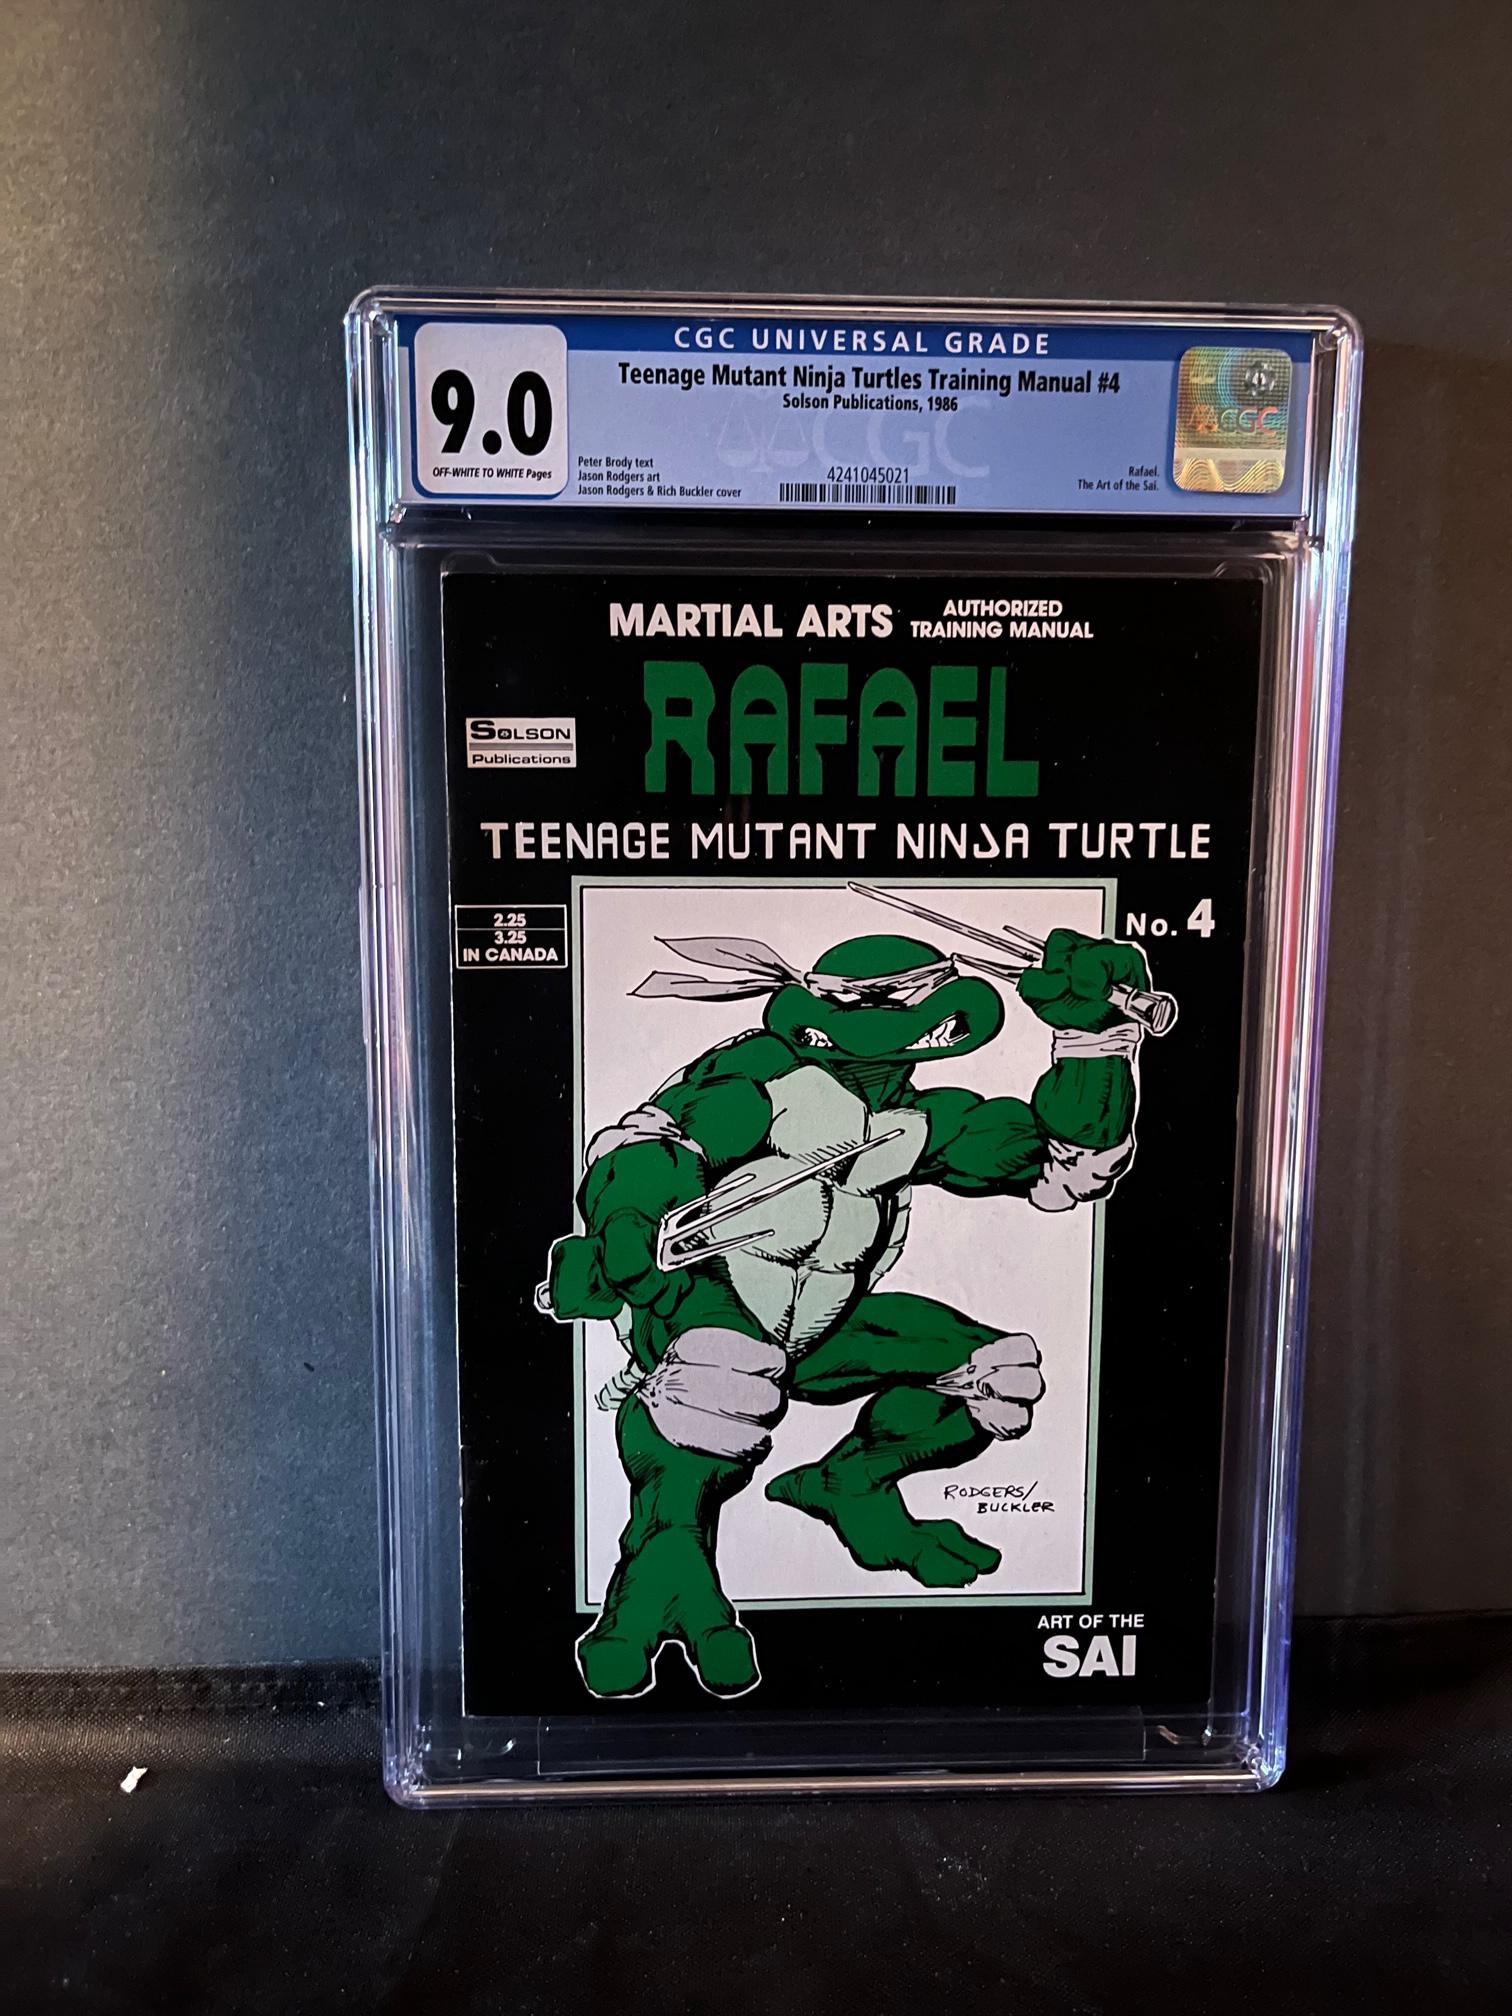 CGC UNIVERSAL GRADE
9.0
OFF-WHITE TO WHITE Pages
Teenage Mutant Ninja Turtles Training Manual #4
Solson Publications, 1986
Peter Brody text
Jason Rodgers art
Jason Rodgers & Rich Buckler cover
4241045021
Rafael.
The Art of the Sai.
CGC
CGC
MARTIAL ARTS
AUTHORIZED
TRAINING MANUAL
RAFAEL
SOLSON
Publications
TEENAGE MUTANT NINJA TURTLE
2.25
3.25
IN CANADA
No. 4
RODGERS/
BUCKLER
ART OF THE
SAI